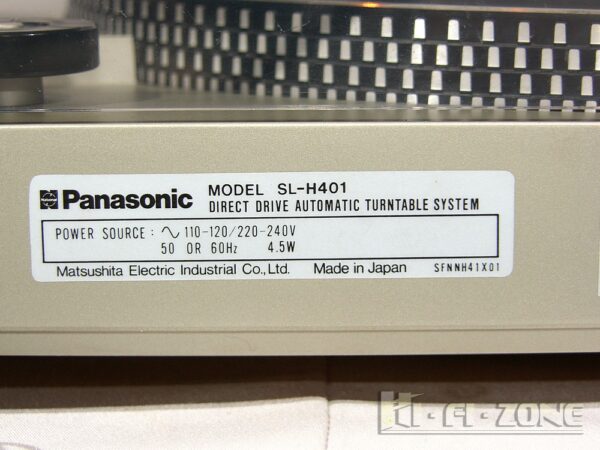 Panasonic MODEL SL-H401
DIRECT DRIVE AUTOMATIC TURNTABLE SYSTEM
POWER SOURCE : ∿ 110-120/220-240V
50 OR 60Hz 4.5W
Matsushita Electric Industrial Co., Ltd. Made in Japan SFNNH41X01
HI-FI-ZONE